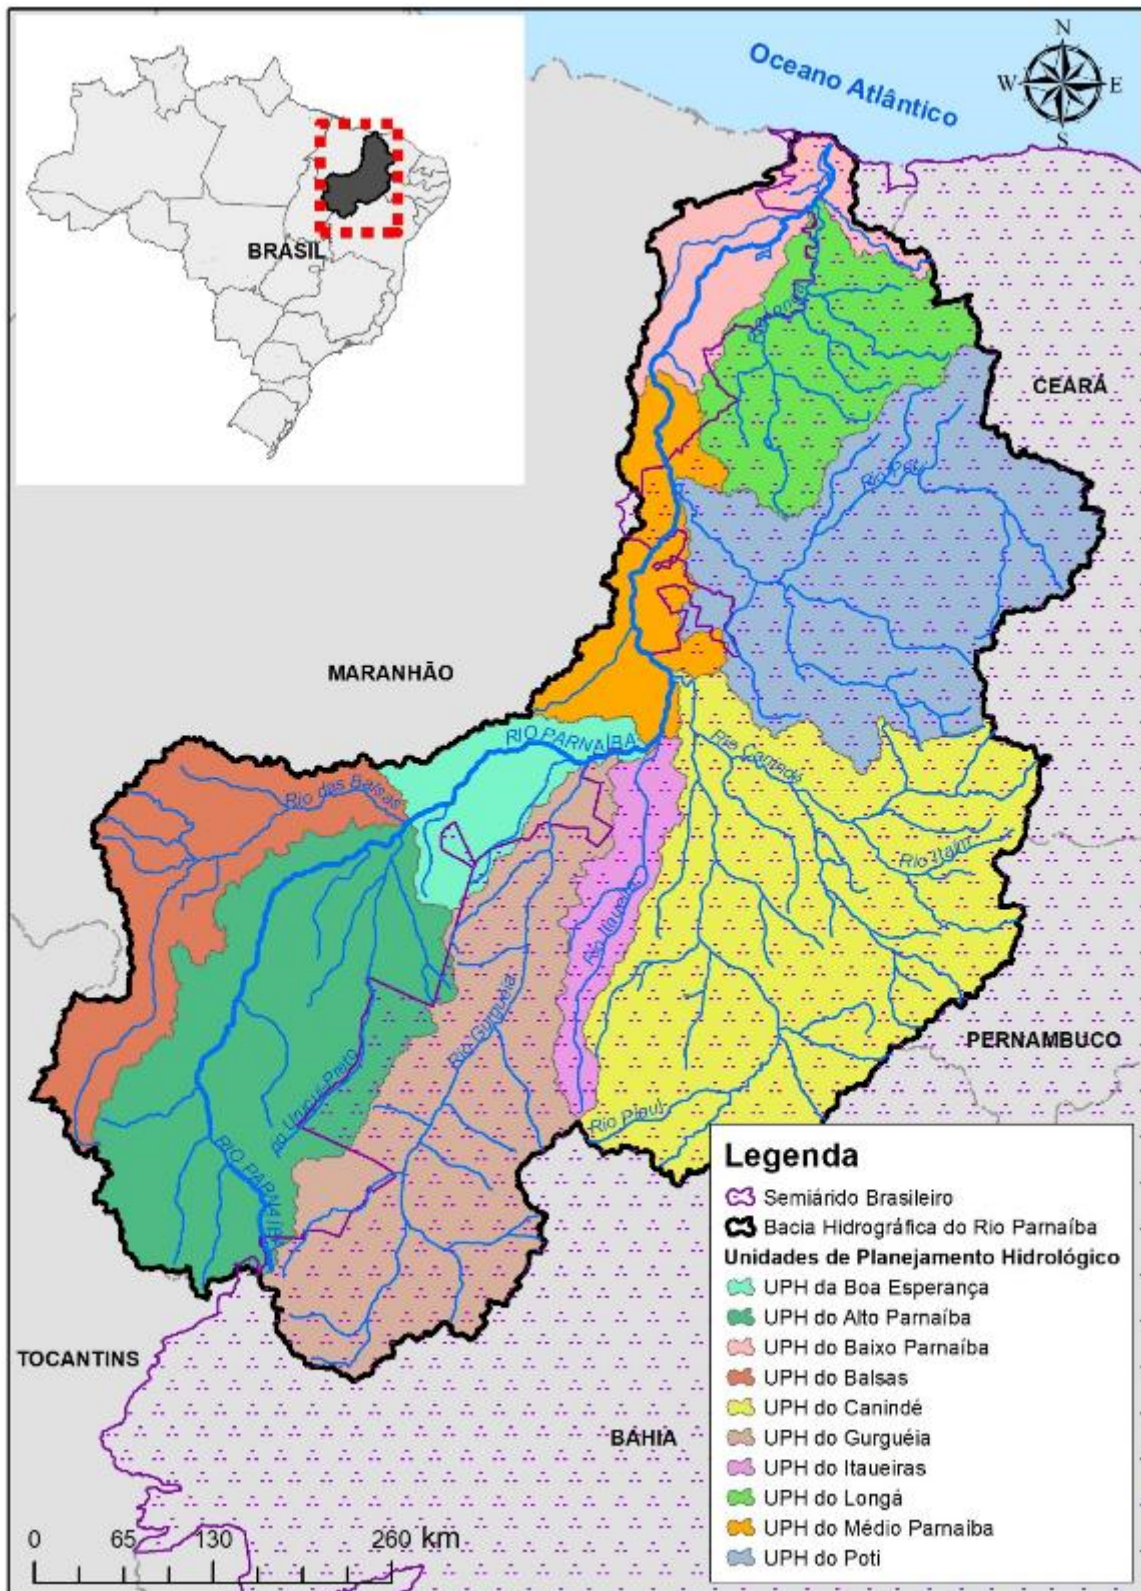 Oceano Atlântico
N
W
E
S
BRASIL
Rio Longá
CEARÁ
Rio Poti
MARANHÃO
RIO PARNAÍBA
Rio Canindé
Rio das Balsas
Rio Itaim
Rio Itaueira
Rio Gurguéia
PERNAMBUCO
Rio Piauí
RIO PARNAÍBA
TOCANTINS
BAHIA
Legenda
Semiárido Brasileiro
Bacia Hidrográfica do Rio Parnaíba
Unidades de Planejamento Hidrológico
UPH da Boa Esperança
UPH do Alto Parnaíba
UPH do Baixo Parnaíba
UPH do Balsas
UPH do Canindé
UPH do Gurguéia
UPH do Itaueiras
UPH do Longá
UPH do Médio Parnaíba
UPH do Poti
0 65 130 260 km